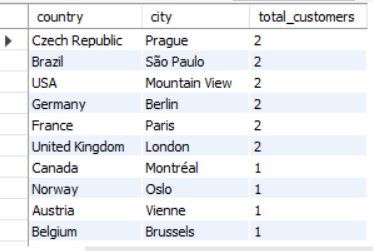 country city total_customers
Czech Republic Prague 2
Brazil São Paulo 2
USA Mountain View 2
Germany Berlin 2
France Paris 2
United Kingdom London 2
Canada Montréal 1
Norway Oslo 1
Austria Vienne 1
Belgium Brussels 1